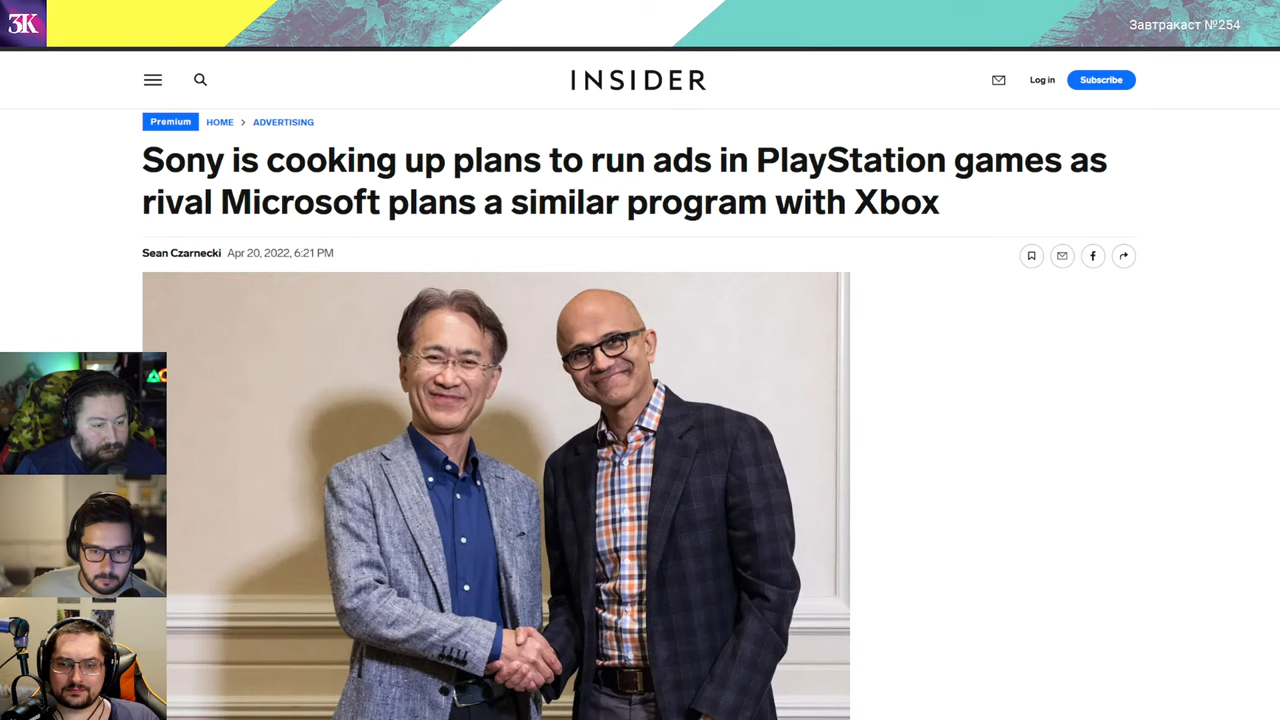 3K
Завтракаст №254
INSIDER
Log in
Subscribe
Premium
HOME > ADVERTISING
Sony is cooking up plans to run ads in PlayStation games as
rival Microsoft plans a similar program with Xbox
Sean Czarnecki Apr 20, 2022, 6:21 PM